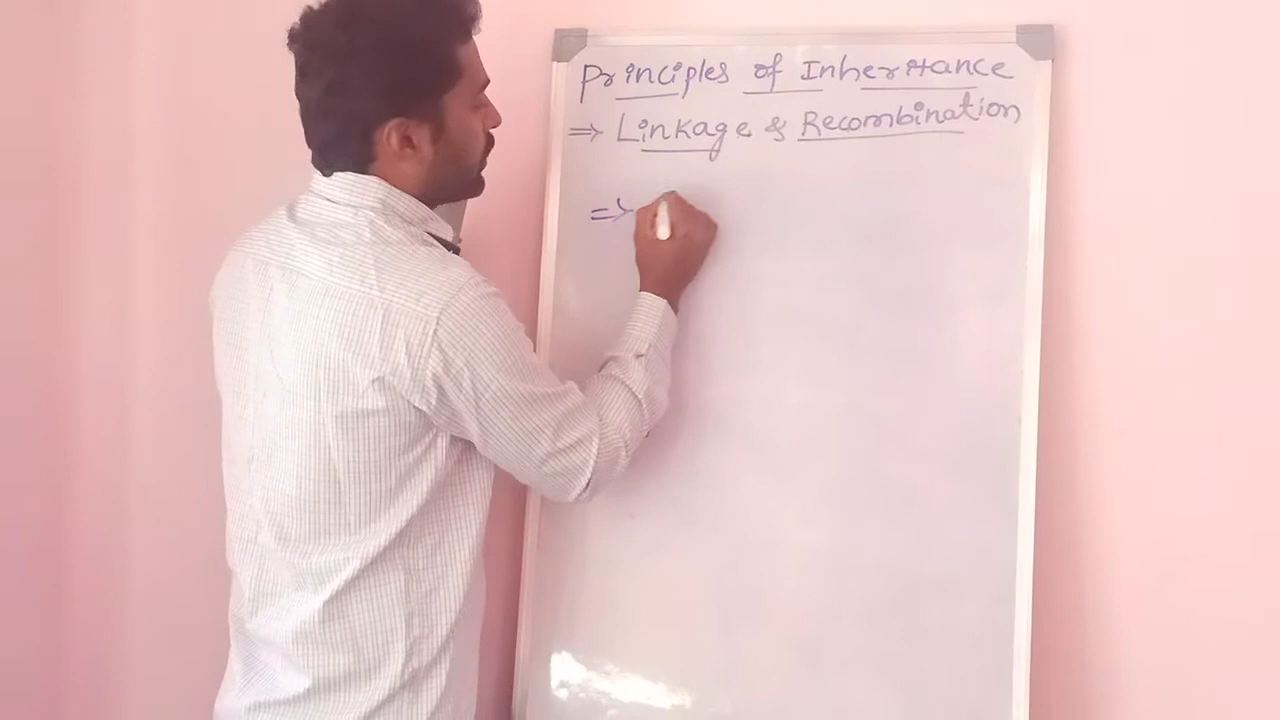 Principles of Inheritance
⇒ Linkage & Recombination
⇒